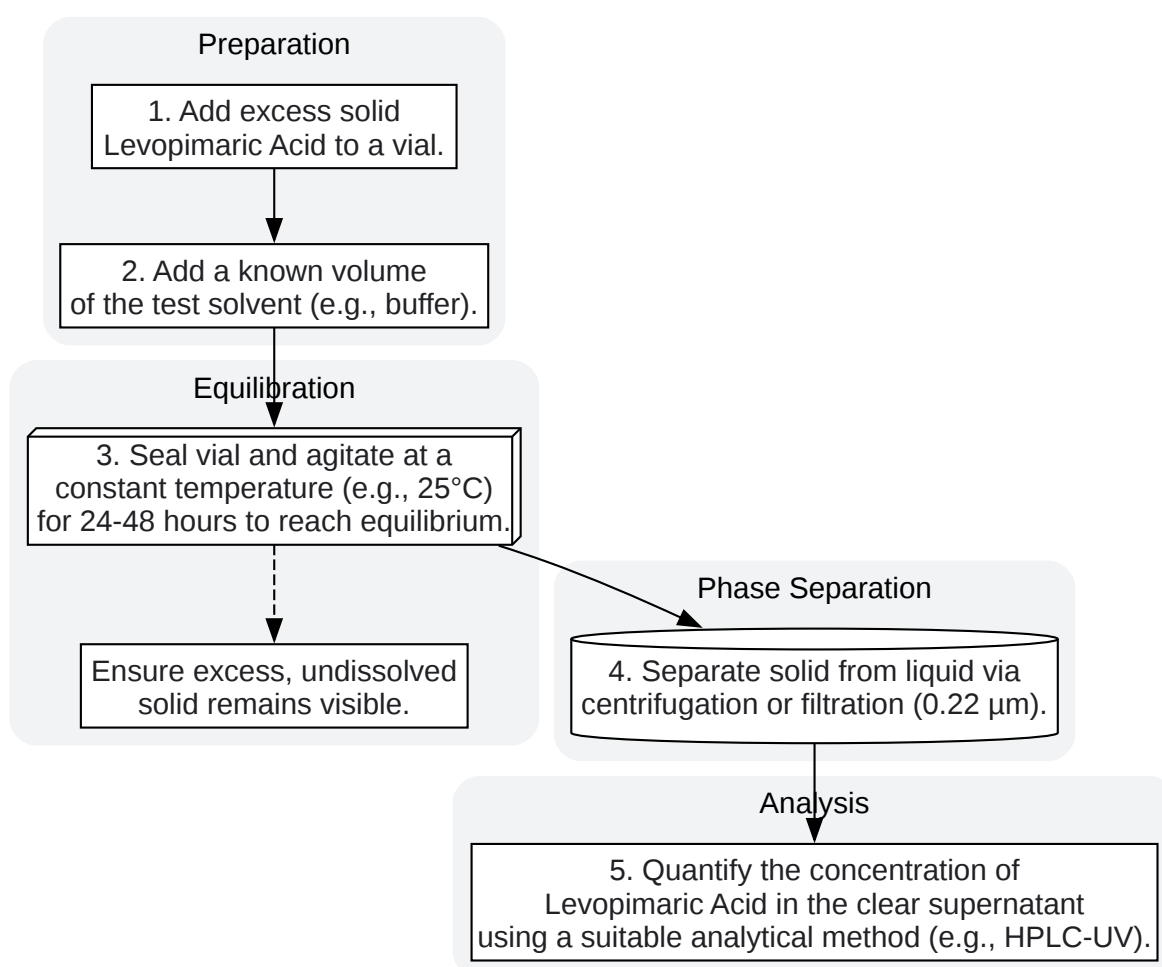 Preparation
1. Add excess solid
Levopimaric Acid to a vial.
2. Add a known volume
of the test solvent (e.g., buffer).
Equilibration
3. Seal vial and agitate at a
constant temperature (e.g., 25°C)
for 24-48 hours to reach equilibrium.
Ensure excess, undissolved
solid remains visible.
Phase Separation
4. Separate solid from liquid via
centrifugation or filtration (0.22 µm).
Analysis
5. Quantify the concentration of
Levopimaric Acid in the clear supernatant
using a suitable analytical method (e.g., HPLC-UV).